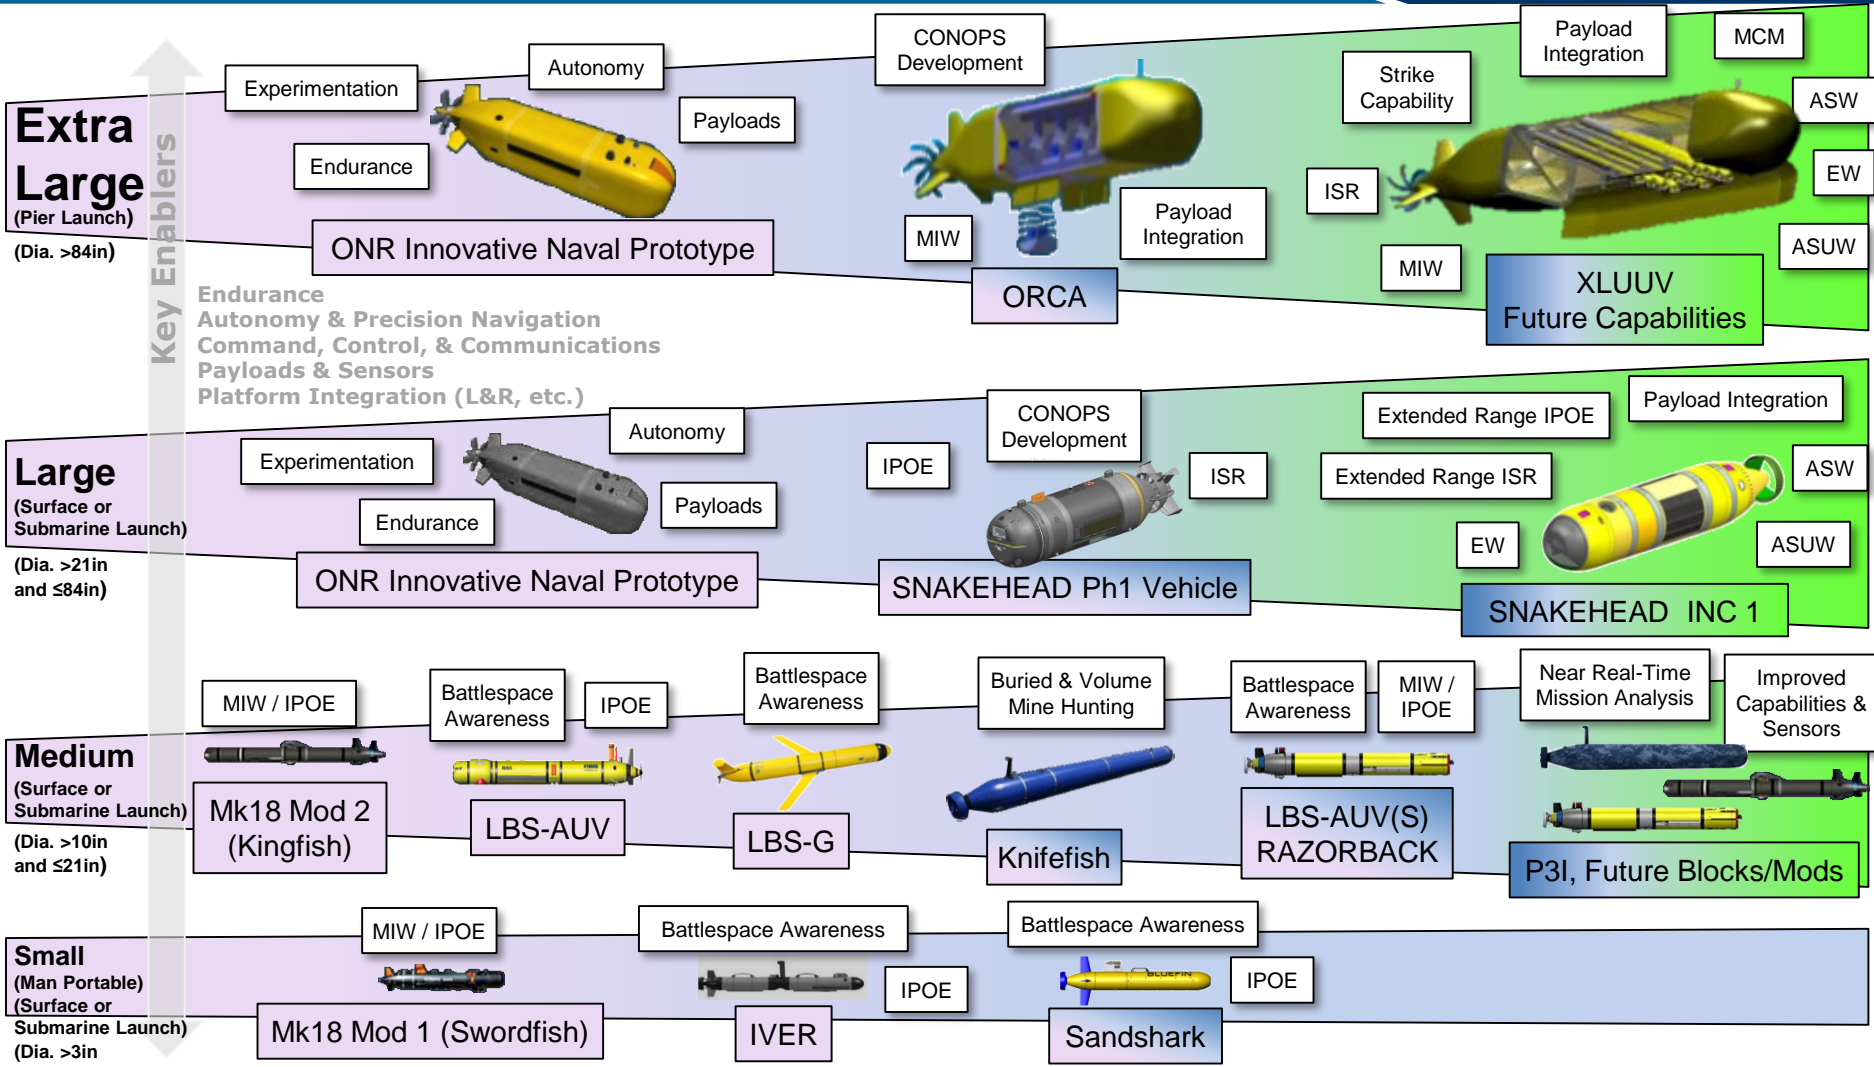 Extra
Large
(Pier Launch)
(Dia. >84in)
Key Enablers
Experimentation
Autonomy
Payloads
Endurance
ONR Innovative Naval Prototype
CONOPS
Development
MIW
Payload
Integration
ORCA
Strike
Capability
Payload
Integration
MCM
ASW
EW
ISR
ASUW
MIW
XLUUV
Future Capabilities
Endurance
Autonomy & Precision Navigation
Command, Control, & Communications
Payloads & Sensors
Platform Integration (L&R, etc.)
Large
(Surface or
Submarine Launch)
(Dia. >21in
and ≤84in)
Experimentation
Autonomy
Payloads
Endurance
ONR Innovative Naval Prototype
IPOE
CONOPS
Development
ISR
SNAKEHEAD Ph1 Vehicle
Extended Range IPOE
Payload Integration
Extended Range ISR
ASW
EW
ASUW
SNAKEHEAD INC 1
Medium
(Surface or
Submarine Launch)
(Dia. >10in
and ≤21in)
MIW / IPOE
Mk18 Mod 2
(Kingfish)
Battlespace
Awareness
IPOE
LBS-AUV
Battlespace
Awareness
LBS-G
Buried & Volume
Mine Hunting
Knifefish
Battlespace
Awareness
MIW /
IPOE
LBS-AUV(S)
RAZORBACK
Near Real-Time
Mission Analysis
Improved
Capabilities &
Sensors
P3I, Future Blocks/Mods
Small
(Man Portable)
(Surface or
Submarine Launch)
(Dia. >3in
MIW / IPOE
Mk18 Mod 1 (Swordfish)
Battlespace Awareness
IPOE
IVER
Battlespace Awareness
BLUEFIN
IPOE
Sandshark